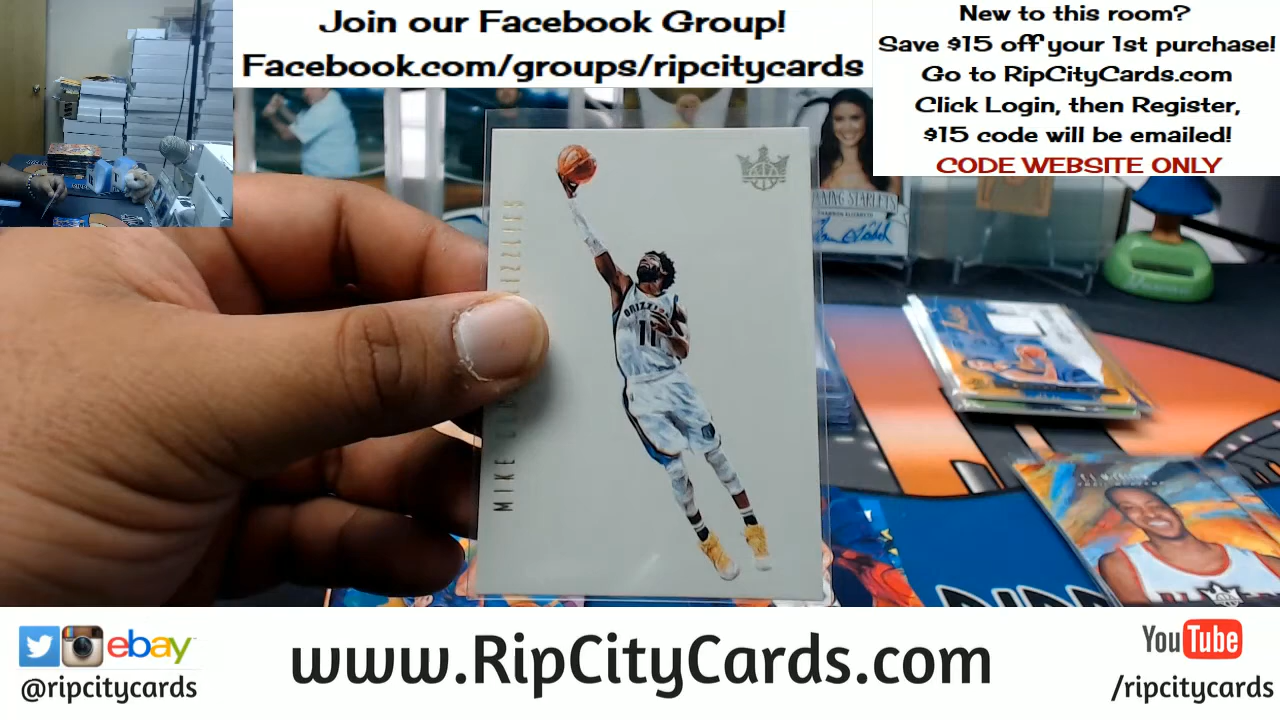 Join our Facebook Group!
Facebook.com/groups/ripcitycards
New to this room?
Save $15 off your 1st purchase!
Go to RipCityCards.com
Click Login, then Register,
$15 code will be emailed!
CODE WEBSITE ONLY
MIKE
GRIZZLIES
11
ebay
@ripcitycards
www.RipCityCards.com
YouTube
/ripcitycards